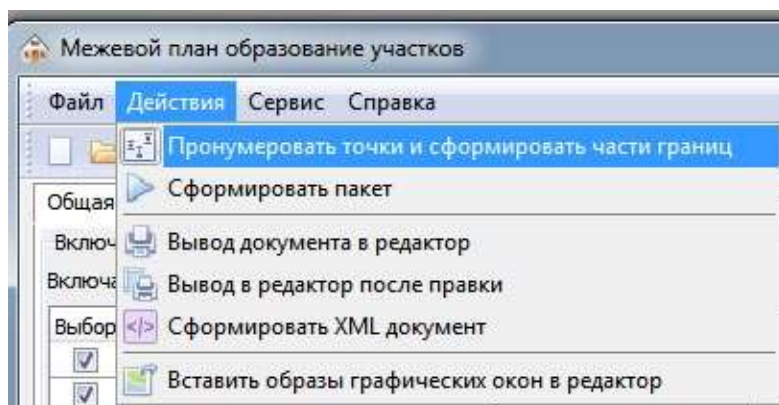 Межевой план образование участков
Файл Действия Сервис Справка
Пронумеровать точки и сформировать части границ
Сформировать пакет
Общая
Вывод документа в редактор
Включ
Вывод в редактор после правки
Включа
Сформировать XML документ
Выбор
Вставить образы графических окон в редактор